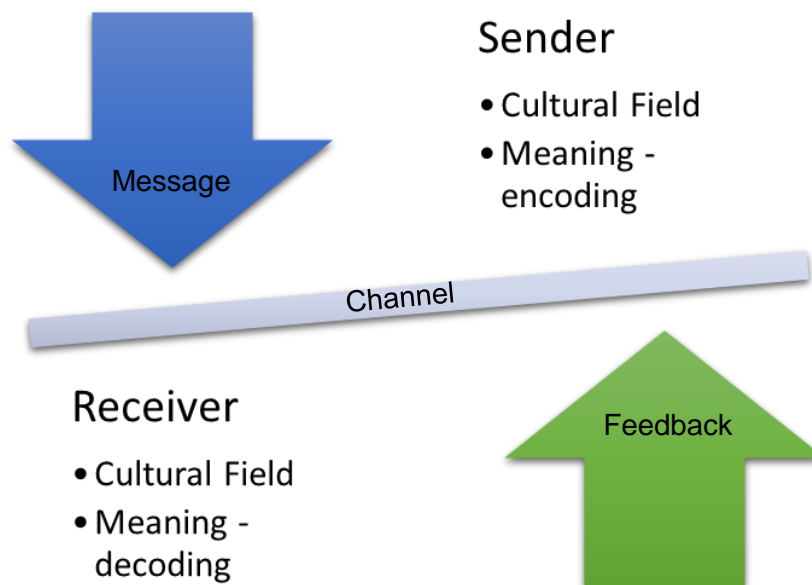 Sender
• Cultural Field
• Meaning -
encoding
Message
Channel
Receiver
• Cultural Field
• Meaning -
decoding
Feedback